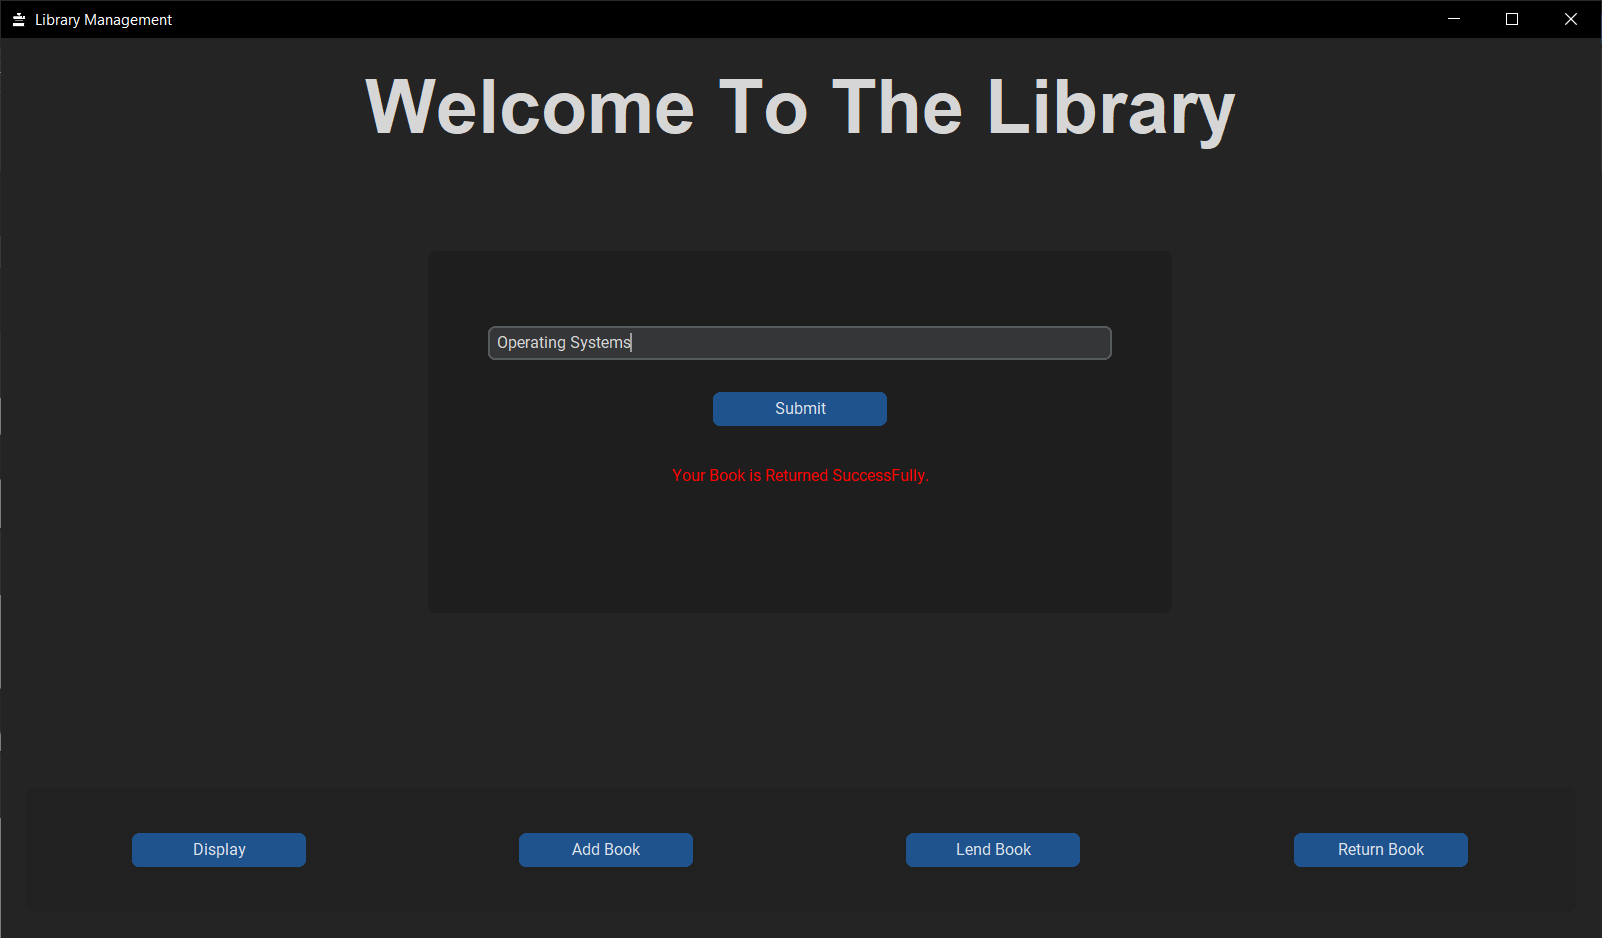 Library Management
Welcome To The Library
Operating Systems
Submit
Your Book is Returned SuccessFully.
Display
Add Book
Lend Book
Return Book